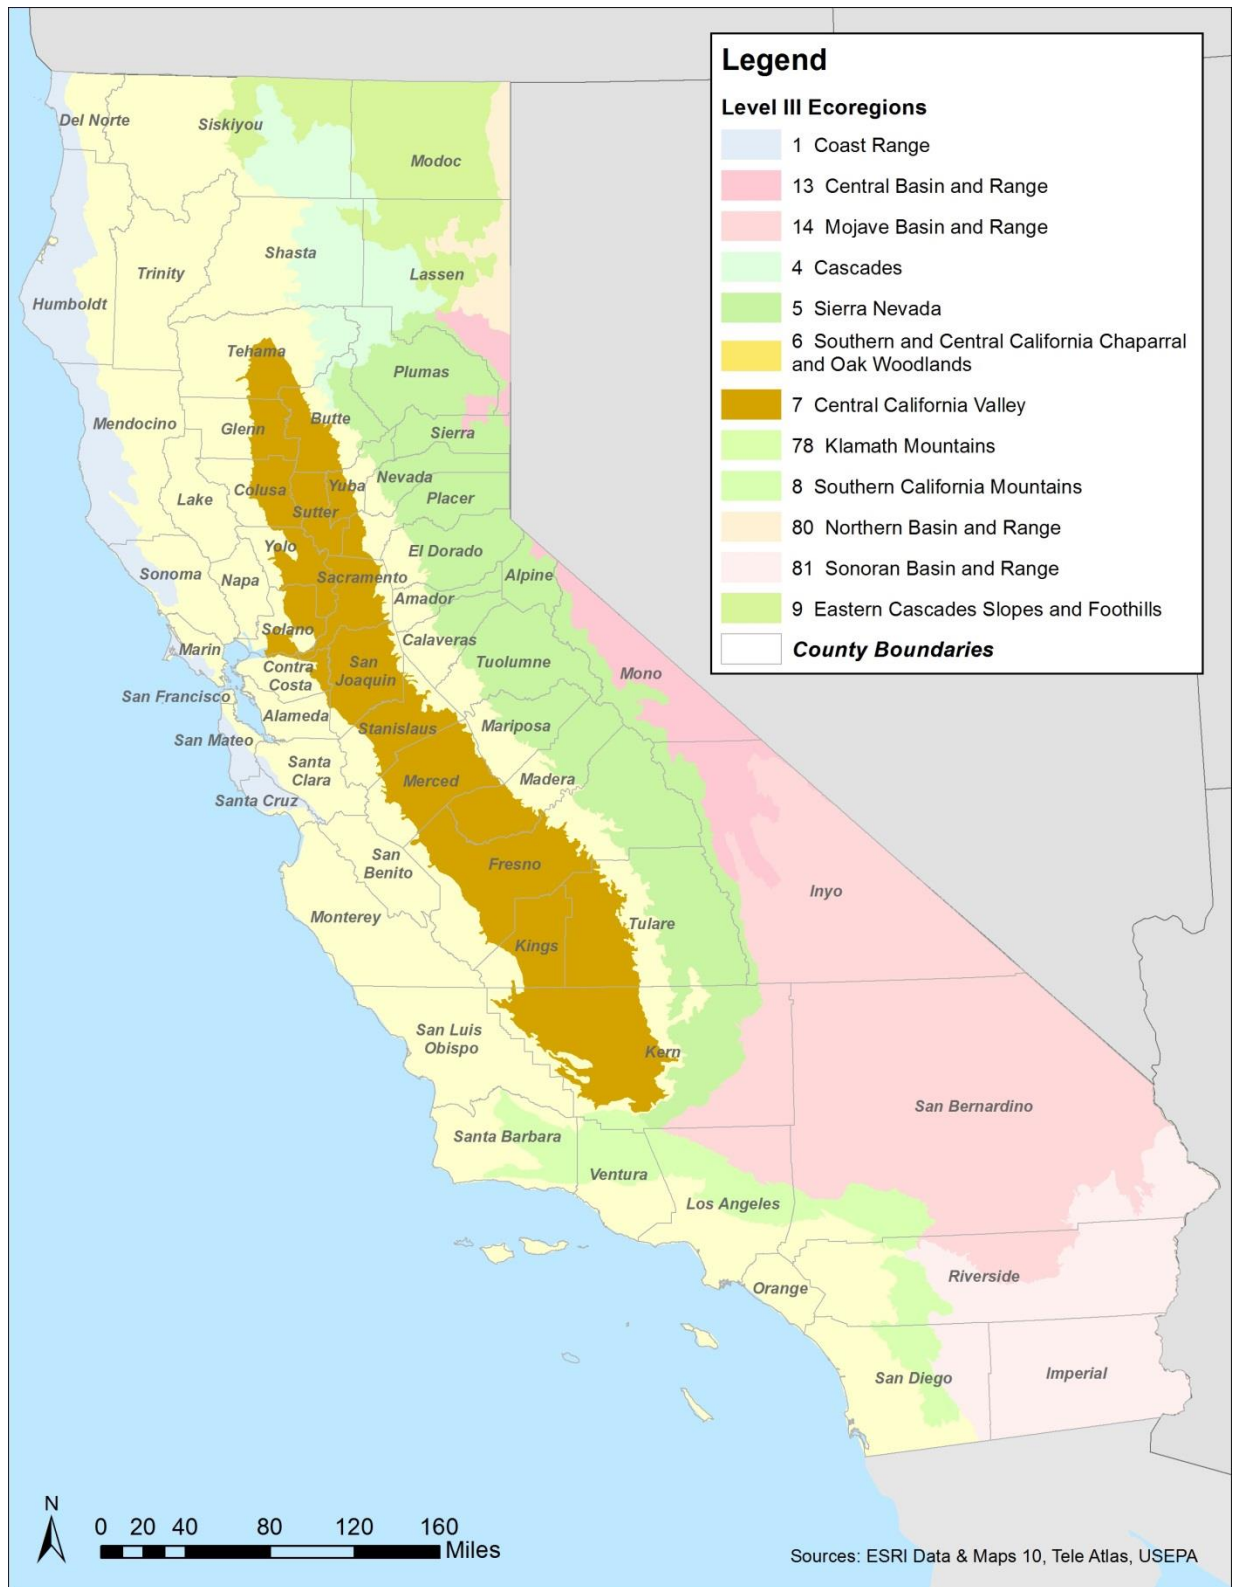 Legend
Level III Ecoregions
1 Coast Range
13 Central Basin and Range
14 Mojave Basin and Range
4 Cascades
5 Sierra Nevada
6 Southern and Central California Chaparral
and Oak Woodlands
7 Central California Valley
78 Klamath Mountains
8 Southern California Mountains
80 Northern Basin and Range
81 Sonoran Basin and Range
9 Eastern Cascades Slopes and Foothills
County Boundaries
Del Norte
Siskiyou
Modoc
Shasta
Trinity
Lassen
Humboldt
Tehama
Plumas
Mendocino
Butte
Glenn
Sierra
Nevada
Yuba
Colusa
Lake
Placer
Sutter
Yolo
El Dorado
Sonoma
Napa
Sacramento
Alpine
Amador
Solano
Calaveras
Marin
Contra
Costa
San
Joaquin
Tuolumne
Mono
San Francisco
Alameda
Stanislaus
Mariposa
San Mateo
Santa
Clara
Merced
Madera
Santa Cruz
San
Benito
Fresno
Inyo
Monterey
Tulare
Kings
San Luis
Obispo
Kern
San Bernardino
Santa Barbara
Ventura
Los Angeles
Orange
Riverside
San Diego
Imperial
N
0 20 40 80 120 160
Miles
Sources: ESRI Data & Maps 10, Tele Atlas, USEPA